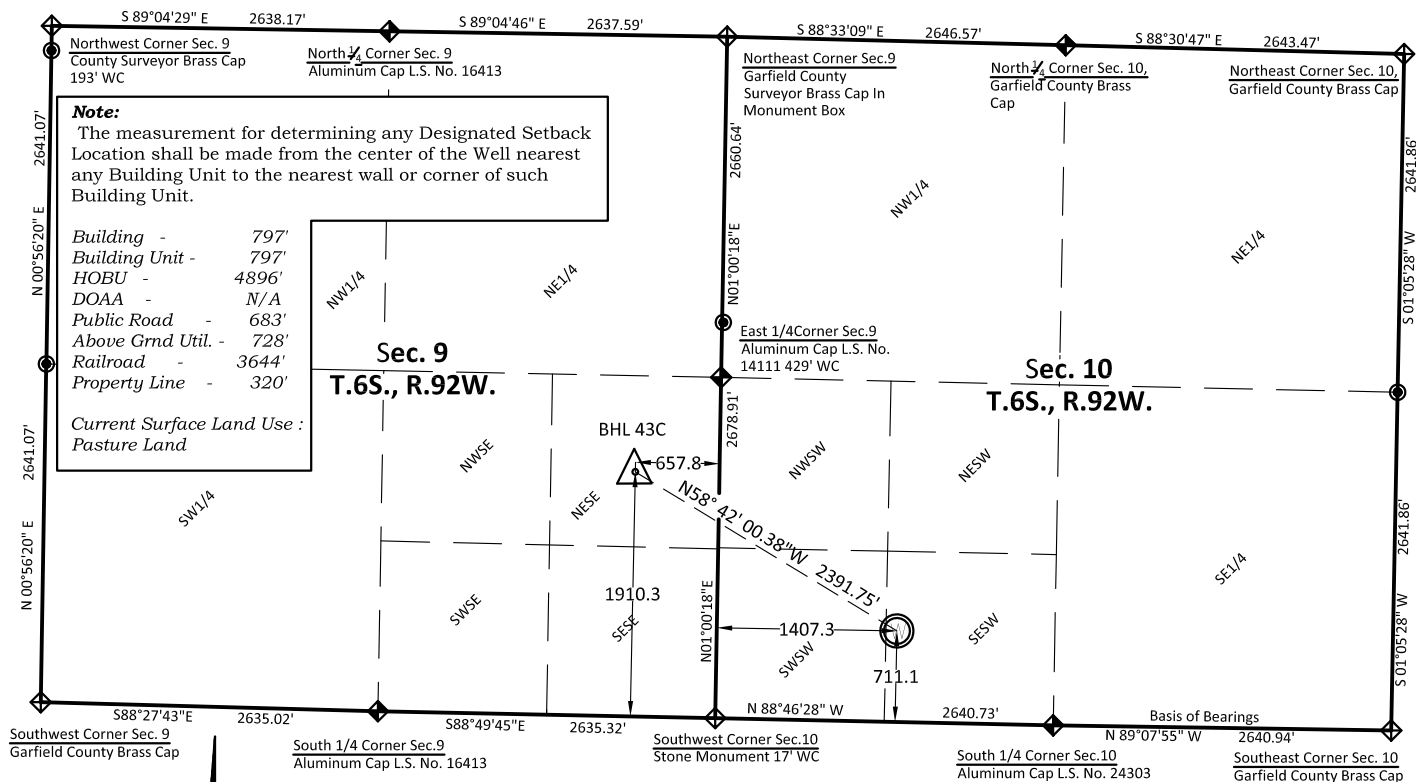 S 89°04'29" E 2638.17'
S 89°04'46" E 2637.59'
S 88°33'09" E 2646.57'
S 88°30'47" E 2643.47'
Northwest Corner Sec. 9
County Surveyor Brass Cap
193' WC
North 1/4 Corner Sec. 9
Aluminum Cap L.S. No. 16413
Northeast Corner Sec.9
Garfield County
Surveyor Brass Cap In
Monument Box
North 1/4 Corner Sec. 10,
Garfield County Brass
Cap
Northeast Corner Sec. 10,
Garfield County Brass Cap
Note:
The measurement for determining any Designated Setback
Location shall be made from the center of the Well nearest
any Building Unit to the nearest wall or corner of such
Building Unit.
Building - 797'
Building Unit - 797'
HOBU - 4896'
DOAA - N/A
Public Road - 683'
Above Grnd Util. - 728'
Railroad - 3644'
Property Line - 320'
Current Surface Land Use :
Pasture Land
N 00°56'20" E 2641.07'
N01°00'18"E 2660.64'
S 01°05'28" W 2641.86'
NW1/4
NE1/4
NW1/4
NE1/4
Sec. 9
T.6S., R.92W.
East 1/4Corner Sec.9
Aluminum Cap L.S. No.
14111 429' WC
Sec. 10
T.6S., R.92W.
N 00°56'20" E 2641.07'
N01°00'18"E 2678.91'
S 01°05'28" W 2641.86'
BHL 43C
657.8
NWSE
NESE
NWSW
NESW
SW1/4
N58° 42' 00.38"W 2391.75'
1910.3
SWSE
SESE
1407.3
SWSW
SESW
SE1/4
711.1
W
S88°27'43"E 2635.02'
S88°49'45"E 2635.32'
N 88°46'28" W 2640.73'
Basis of Bearings
N 89°07'55" W 2640.94'
Southwest Corner Sec. 9
Garfield County Brass Cap
South 1/4 Corner Sec.9
Aluminum Cap L.S. No. 16413
Southwest Corner Sec.10
Stone Monument 17' WC
South 1/4 Corner Sec.10
Aluminum Cap L.S. No. 24303
Southeast Corner Sec. 10
Garfield County Brass Cap